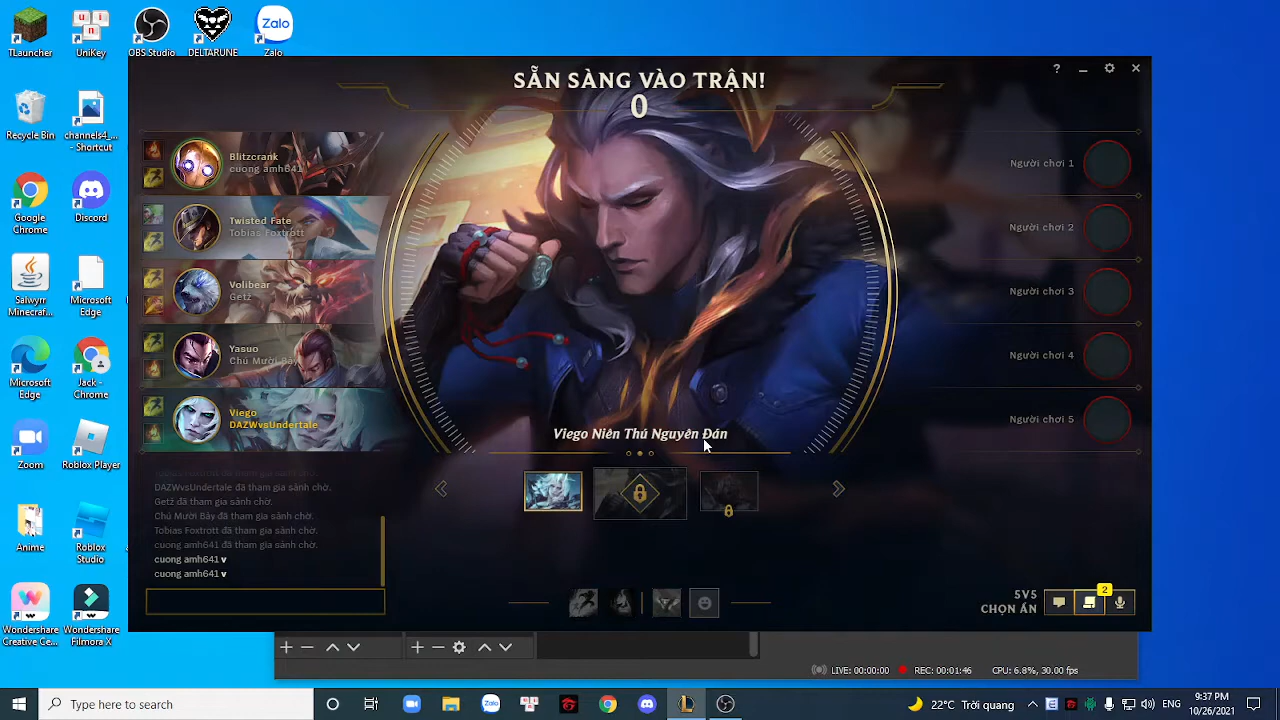 TLauncher
UniKey
OBS Studio
DELTARUNE
Zalo
Zalo
Recycle Bin
channels4_...
- Shortcut
Google
Chrome
Discord
Salwyrr
Minecraf...
Microsoft
Edge
Microsoft
Edge
Jack -
Chrome
Zoom
Roblox Player
Anime
Roblox
Studio
Wondershare
Creative Ce...
Wondershare
Filmora X
SẴN SÀNG VÀO TRẬN!
0
?
Blitzcrank
cuong amh641
Twisted Fate
Tobias Foxtrott
Volibear
Getž
Yasuo
Chú Mười Bảy
Viego
DAZWvsUndertale
Người chơi 1
Người chơi 2
Người chơi 3
Người chơi 4
Người chơi 5
Viego Niên Thú Nguyên Đán
DAZWvsUndertale đã tham gia sảnh chờ.
Getž đã tham gia sảnh chờ.
Chú Mười Bảy đã tham gia sảnh chờ.
Tobias Foxtrott đã tham gia sảnh chờ.
cuong amh641 đã tham gia sảnh chờ.
cuong amh641 v
cuong amh641 v
5V5
CHỌN ẨN
2
LIVE: 00:00:00
REC: 00:01:46
CPU: 6.8%, 30.00 fps
Type here to search
Zalo
22°C Trời quang
ENG
9:37 PM
10/26/2021